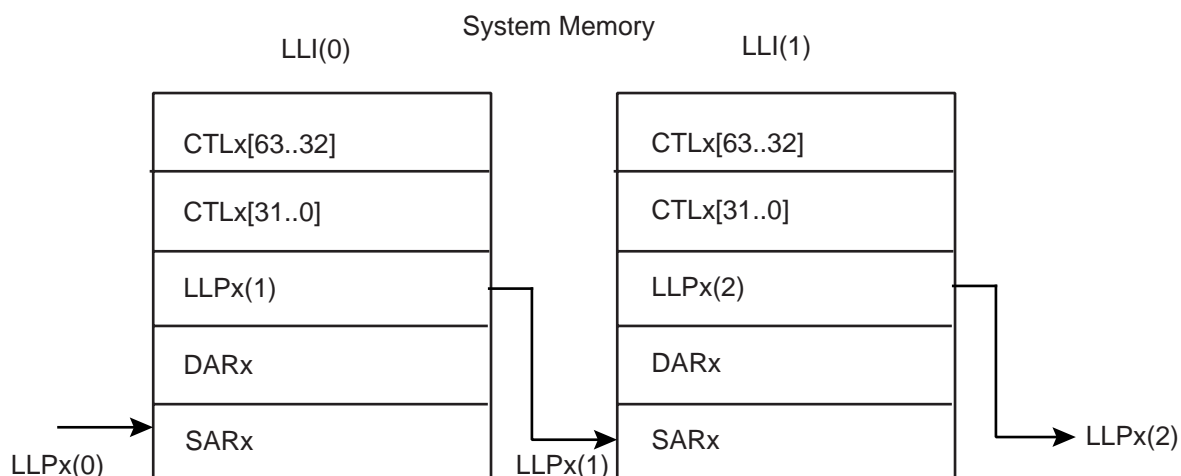 System Memory
LLI(0)
LLI(1)
CTLx[63..32]
CTLx[63..32]
CTLx[31..0]
CTLx[31..0]
LLPx(1)
LLPx(2)
DARx
DARx
SARx
SARx
LLPx(2)
LLPx(0)
LLPx(1)